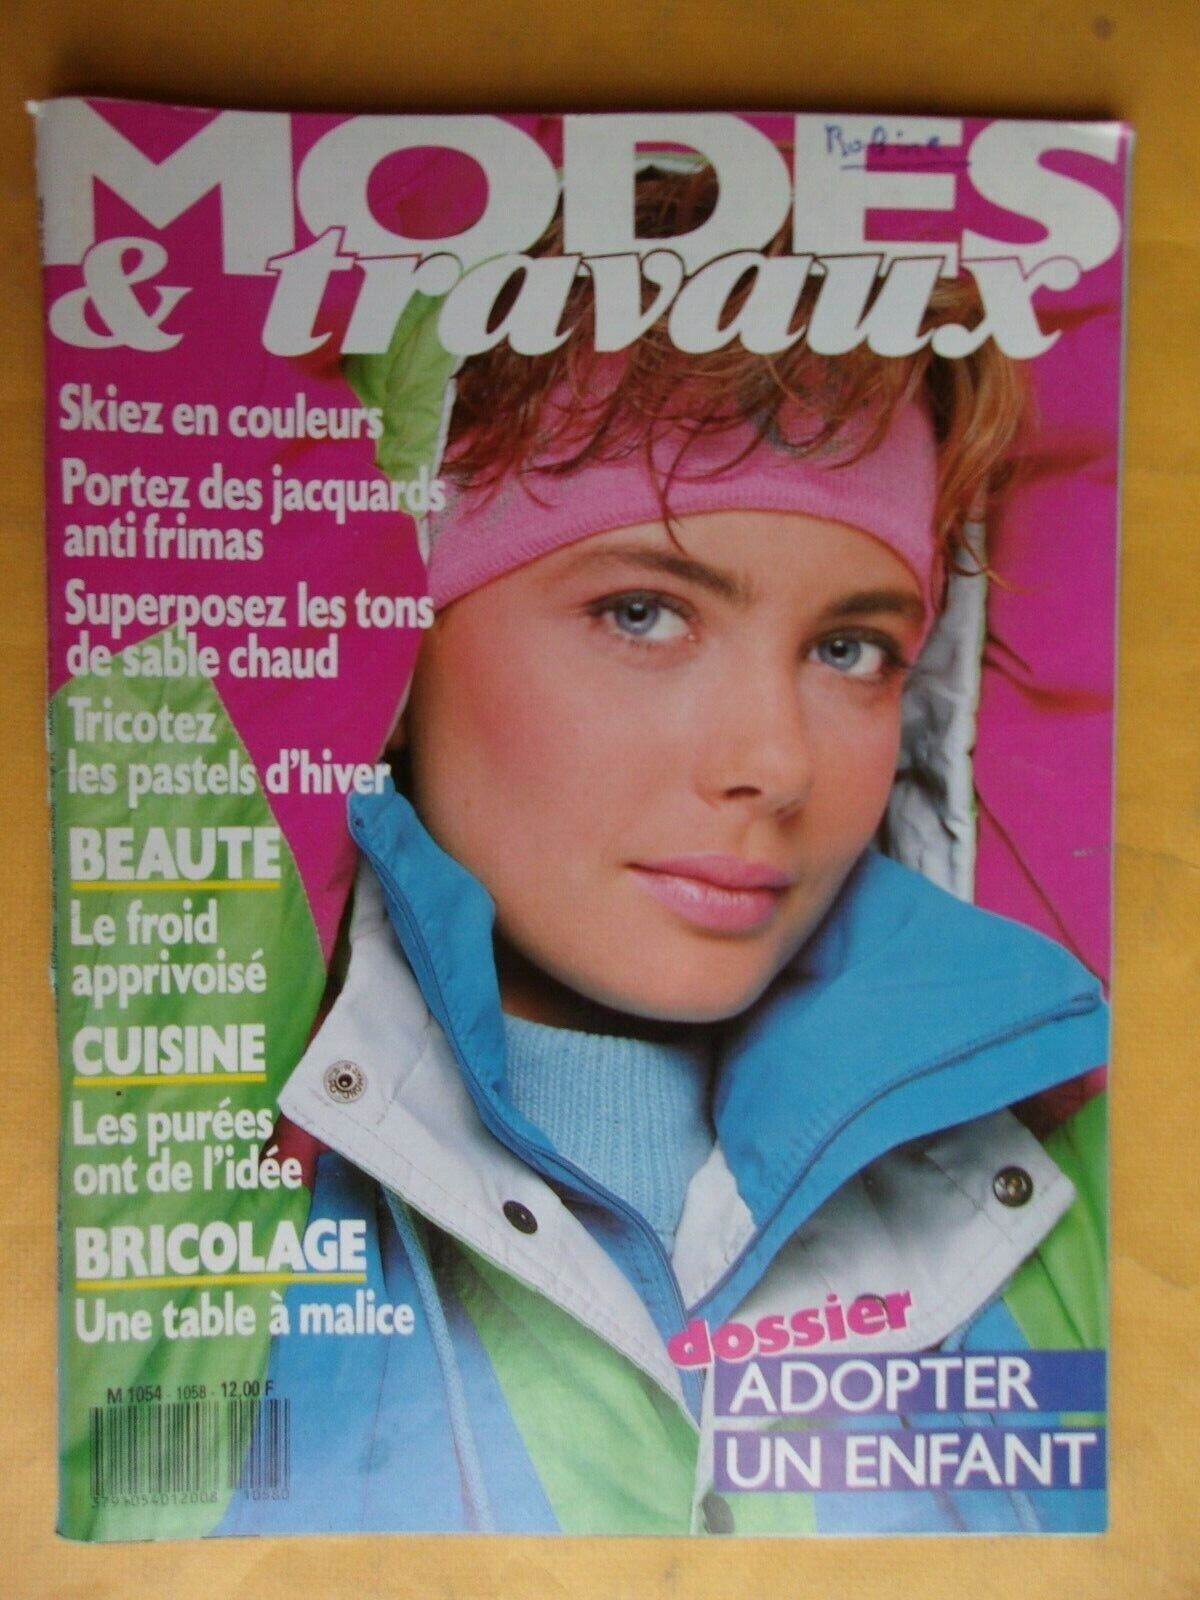 MODES
& travaux
Skiez en couleurs
Portez des jacquards
anti frimas
Superposez les tons
de sable chaud
Tricotez
les pastels d'hiver
BEAUTE
Le froid
apprivoisé
CUISINE
Les purées
ont de l'idée
BRICOLAGE
Une table à malice
M 1054 - 1058 - 12,00 F
3791054012008
10580
dossier
ADOPTER
UN ENFANT